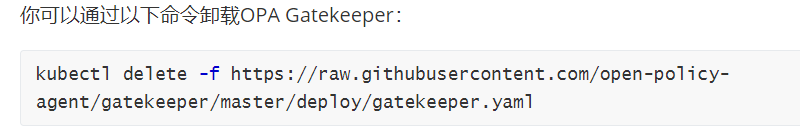 你可以通过以下命令卸载OPA Gatekeeper：
kubectl delete -f https://raw.githubusercontent.com/open-policy-
agent/gatekeeper/master/deploy/gatekeeper.yaml